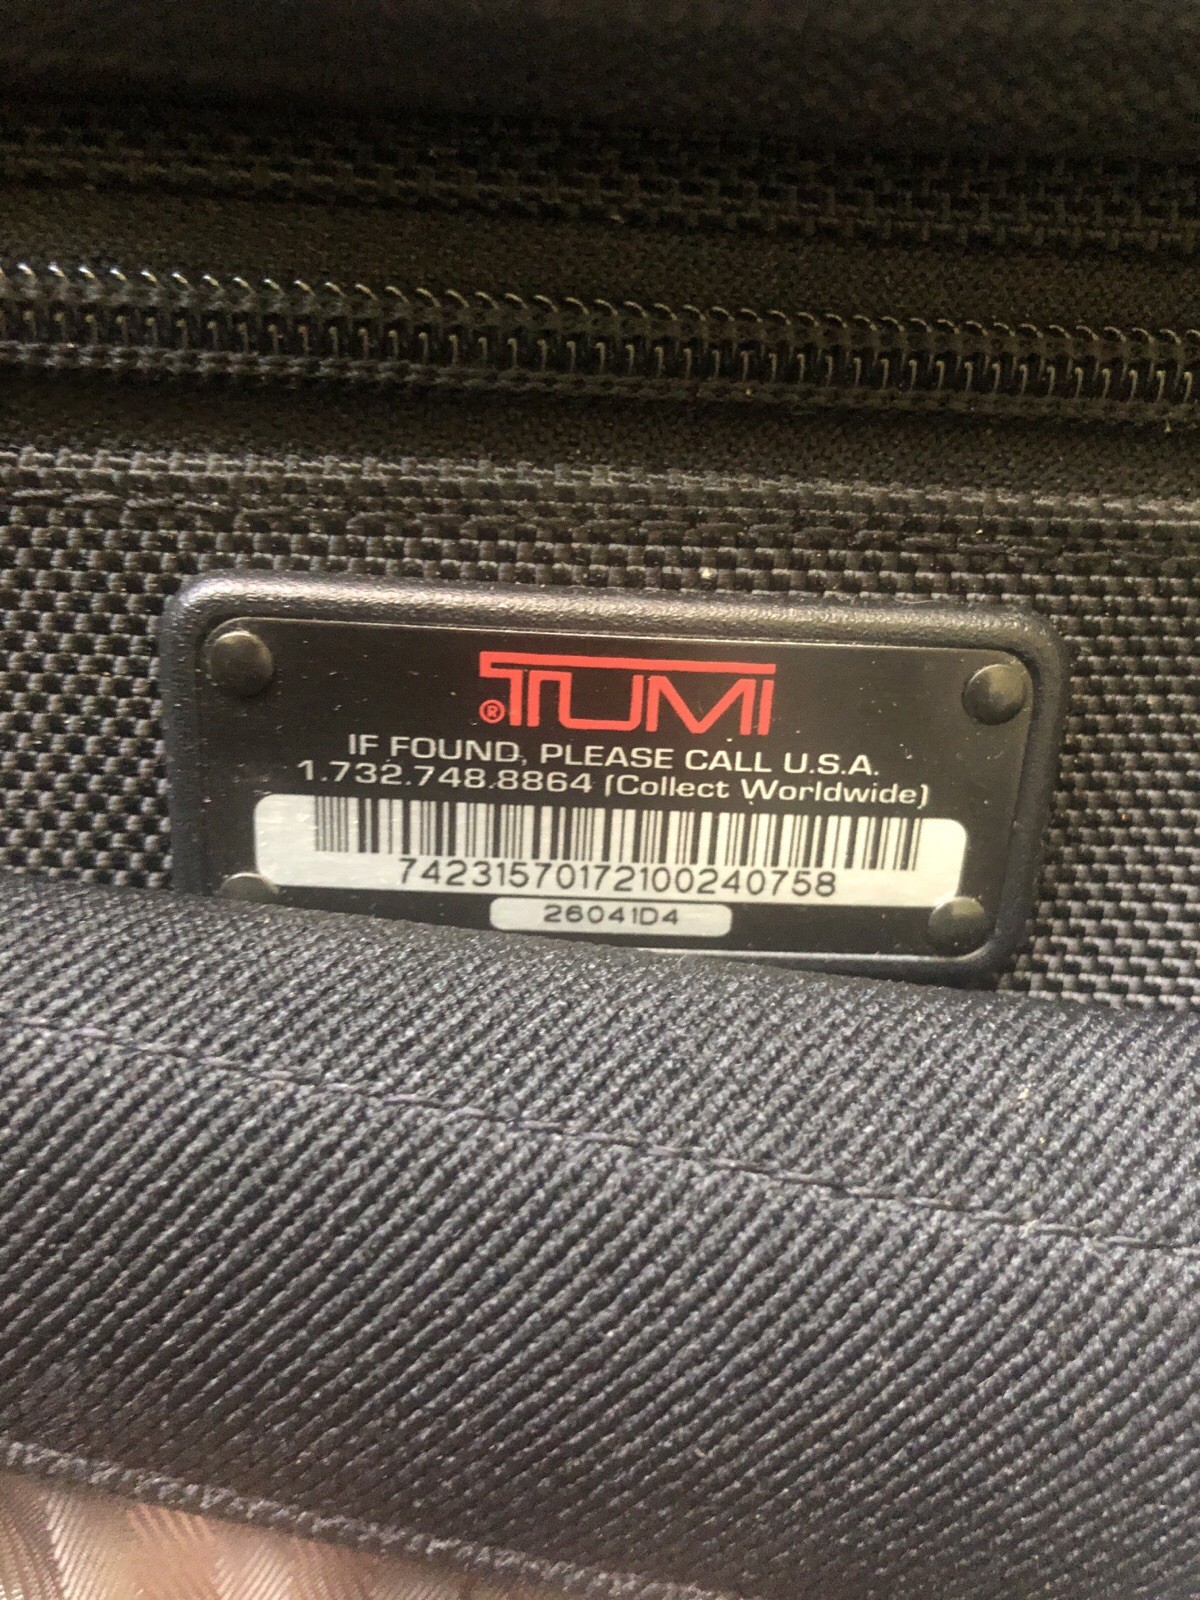 TUMI®
IF FOUND, PLEASE CALL U.S.A.
1.732.748.8864 (Collect Worldwide)
74231570172100240758
26041D4